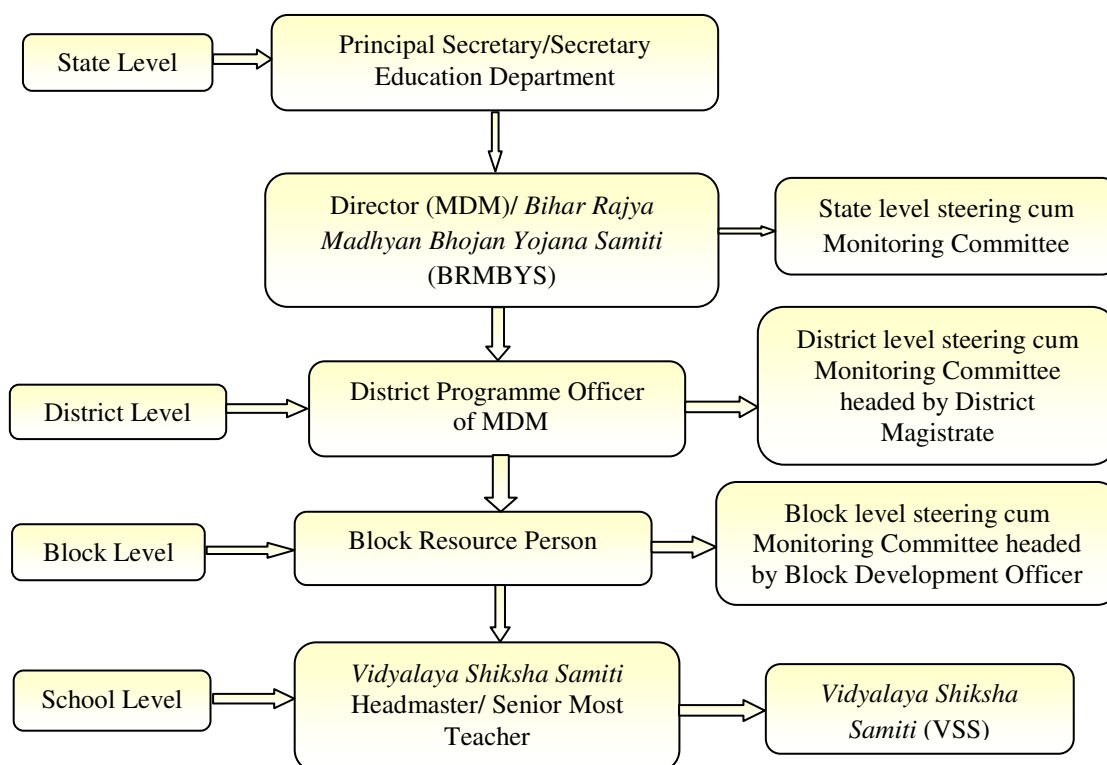 State Level
Principal Secretary/Secretary
Education Department
Director (MDM)/ Bihar Rajya
Madhyan Bhojan Yojana Samiti
(BRMBYS)
State level steering cum
Monitoring Committee
District Level
District Programme Officer
of MDM
District level steering cum
Monitoring Committee
headed by District
Magistrate
Block Level
Block Resource Person
Block level steering cum
Monitoring Committee headed
by Block Development Officer
School Level
Vidyalaya Shiksha Samiti
Headmaster/ Senior Most
Teacher
Vidyalaya Shiksha
Samiti (VSS)